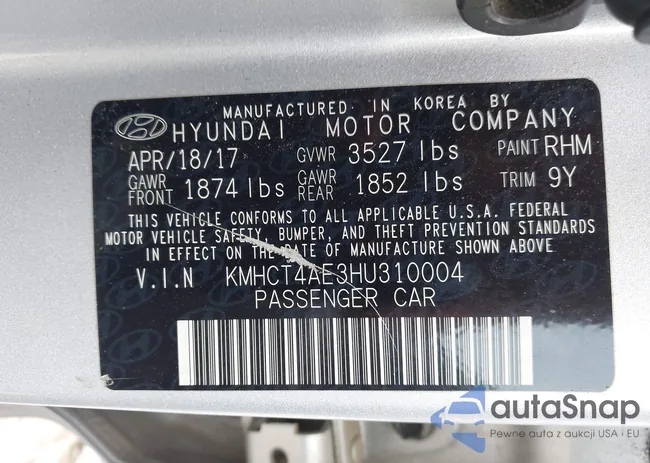 MANUFACTURED IN KOREA BY
HYUNDAI MOTOR COMPANY
APR/18/17 GVWR 3527 lbs PAINT RHM
GAWR FRONT 1874 lbs GAWR REAR 1852 lbs TRIM 9Y
THIS VEHICLE CONFORMS TO ALL APPLICABLE U.S.A. FEDERAL
MOTOR VEHICLE SAFETY, BUMPER, AND THEFT PREVENTION STANDARDS
IN EFFECT ON THE DATE OF MANUFACTURE SHOWN ABOVE
V.I.N KMHCT4AE3HU310004
PASSENGER CAR
autaSnap
Pewne auta z aukcji USA i EU